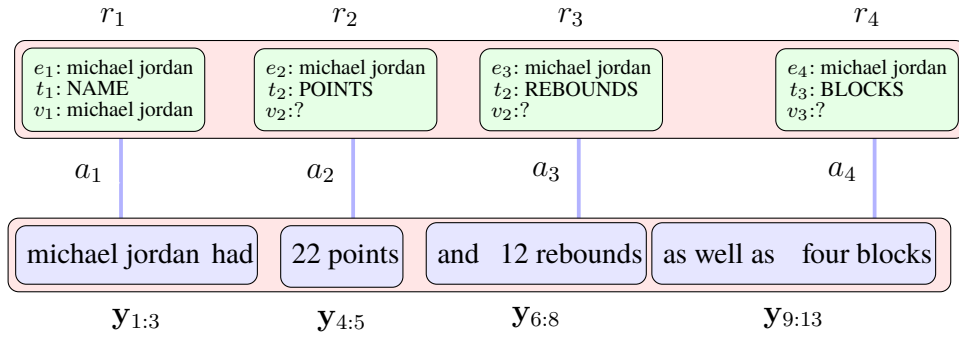 r1 r2 r3 r4
e1: michael jordan e2: michael jordan e3: michael jordan e4: michael jordan
t1: NAME t2: POINTS t2: REBOUNDS t3: BLOCKS
v1: michael jordan v2:? v2:? v3:?
a1 a2 a3 a4
michael jordan had 22 points and 12 rebounds as well as four blocks
y1:3 y4:5 y6:8 y9:13